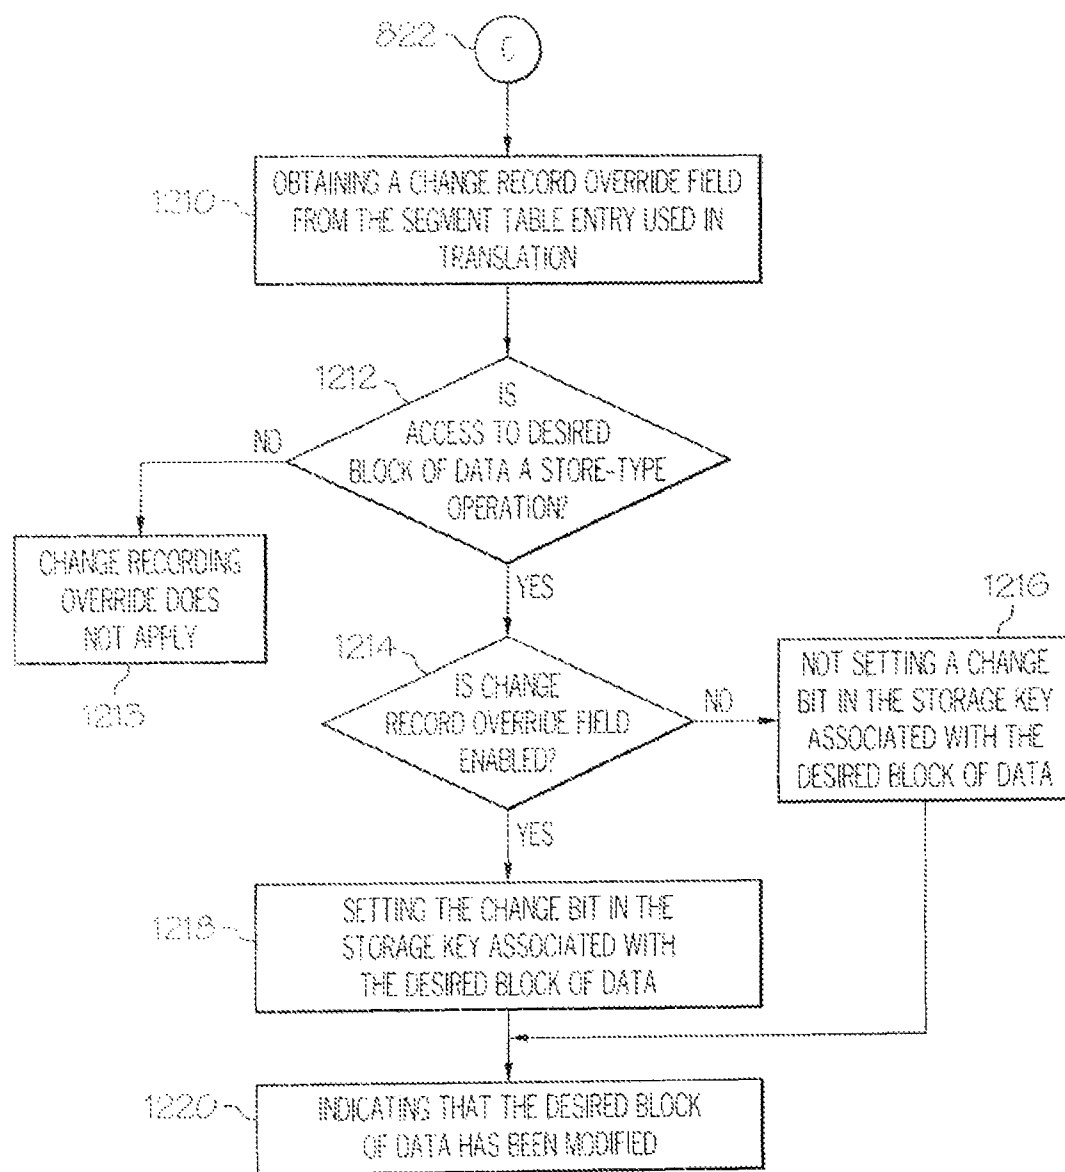 822
C
1210
OBTAINING A CHANGE RECORD OVERRIDE FIELD
FROM THE SEGMENT TABLE ENTRY USED IN
TRANSLATION
1212
IS
ACCESS TO DESIRED
BLOCK OF DATA A STORE-TYPE
OPERATION?
NO
CHANGE RECORDING
OVERRIDE DOES
NOT APPLY
1213
YES
1214
IS CHANGE
RECORD OVERRIDE FIELD
ENABLED?
NO
1216
NOT SETTING A CHANGE
BIT IN THE STORAGE KEY
ASSOCIATED WITH THE
DESIRED BLOCK OF DATA
YES
1218
SETTING THE CHANGE BIT IN THE
STORAGE KEY ASSOCIATED WITH
THE DESIRED BLOCK OF DATA
1220
INDICATING THAT THE DESIRED BLOCK
OF DATA HAS BEEN MODIFIED